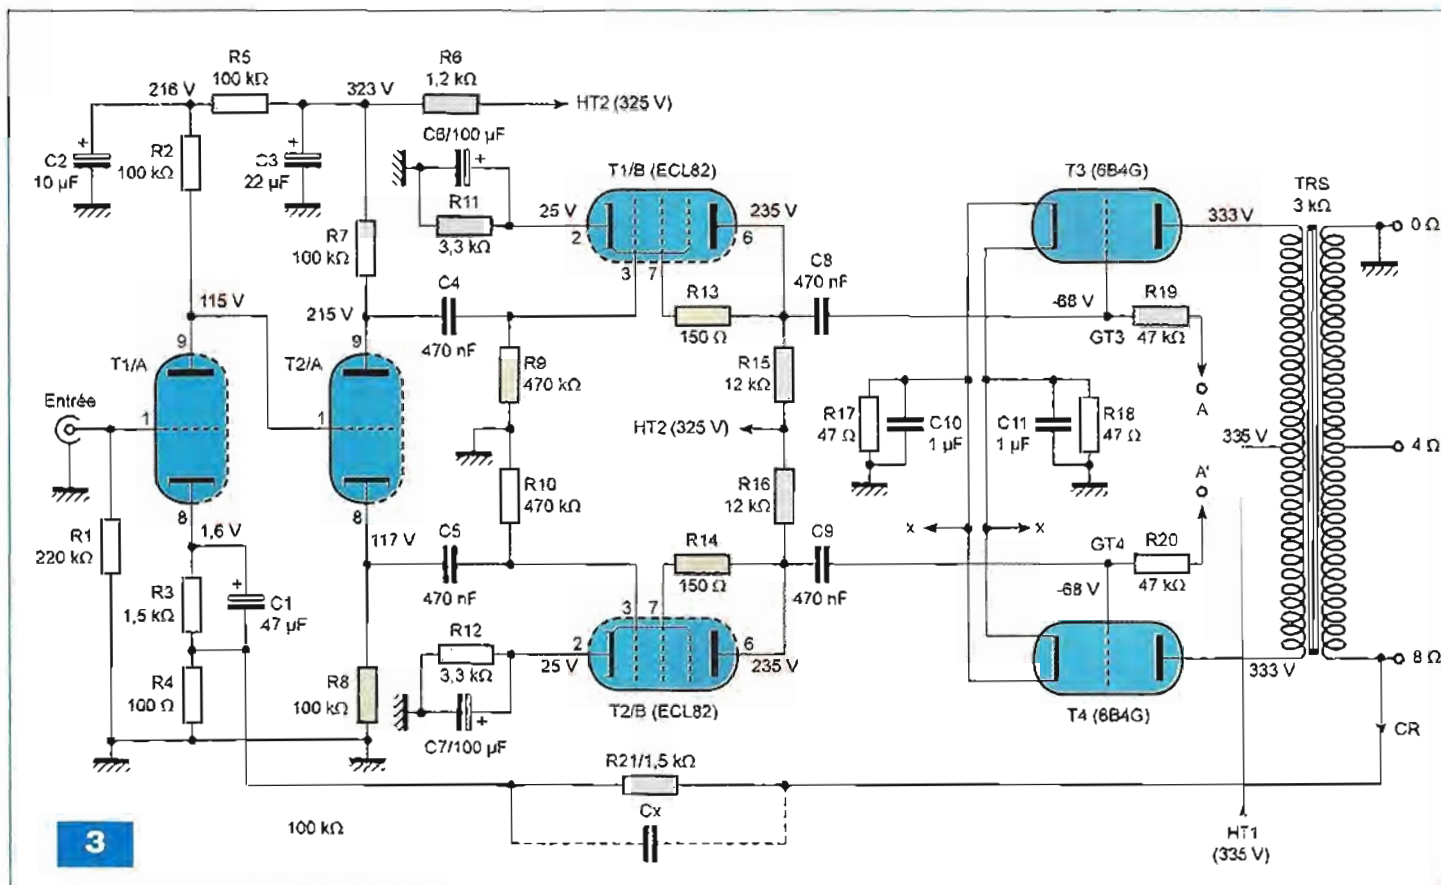 R5
100 kΩ
R6
1,2 kΩ
216 V
323 V
HT2 (325 V)
C2
10 µF
R2
100 kΩ
C3
22 µF
C6/100 µF
+
+
+
T1/B (ECL82)
T3 (6B4G)
TRS
3 kΩ
R11
3,3 kΩ
25 V
2
235 V
6
333 V
0 Ω
R7
100 kΩ
3
7
C4
470 nF
R13
150 Ω
C8
470 nF
-68 V
R19
47 kΩ
GT3
115 V
215 V
9
9
T1/A
T2/A
R9
470 kΩ
R15
12 kΩ
Entrée
1
1
HT2 (325 V)
R17
47 Ω
C10
1 µF
C11
1 µF
R18
47 Ω
A
335 V
4 Ω
A'
R10
470 kΩ
R16
12 kΩ
8
8
R1
220 kΩ
1,6 V
117 V
C5
470 nF
R14
150 Ω
C9
470 nF
x
x
GT4
R20
47 kΩ
-68 V
R3
1,5 kΩ
+
C1
47 µF
3
7
R12
3,3 kΩ
2
25 V
6
235 V
333 V
8 Ω
R4
100 Ω
R8
100 kΩ
+
C7/100 µF
T2/B (ECL82)
T4 (6B4G)
CR
R21/1,5 kΩ
Cx
100 kΩ
HT1
(335 V)
3